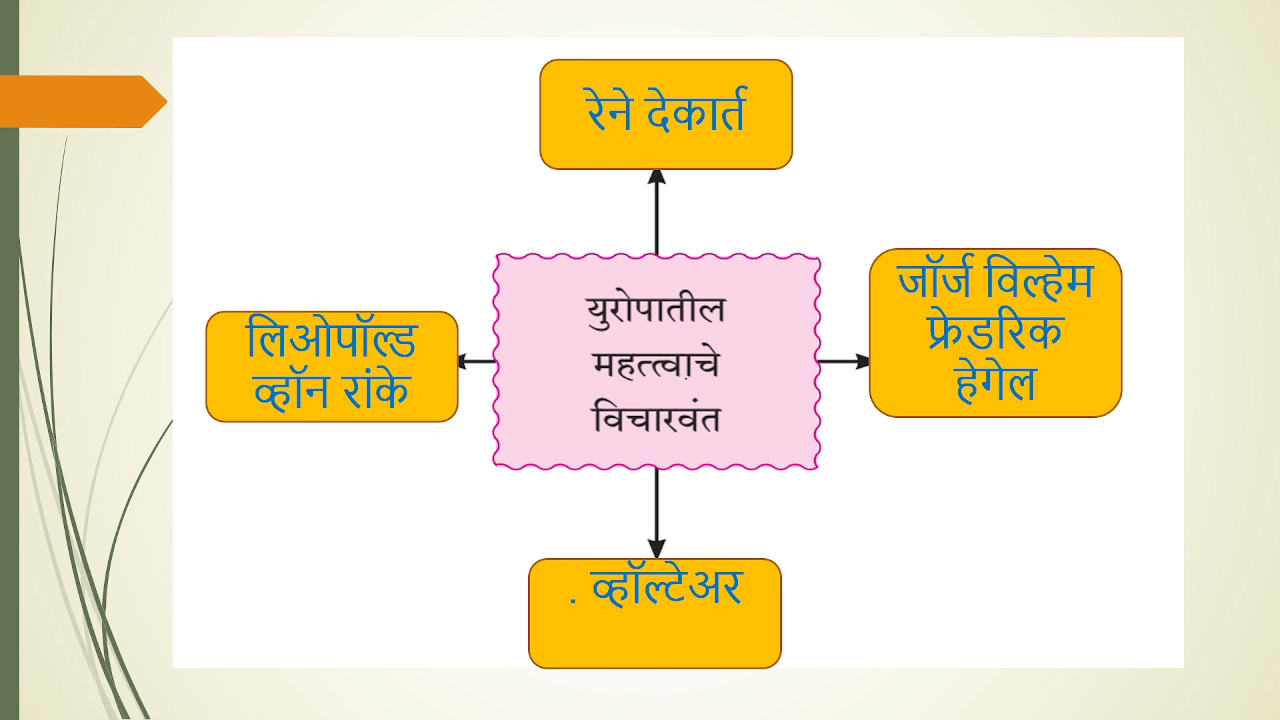 रेने देकार्त
जॉर्ज विल्हेम
फ्रेडरिक
हेगेल
युरोपातील
महत्त्वाचे
विचारवंत
लिओपॉल्ड
व्हॉन रांके
. व्हॉल्टेअर